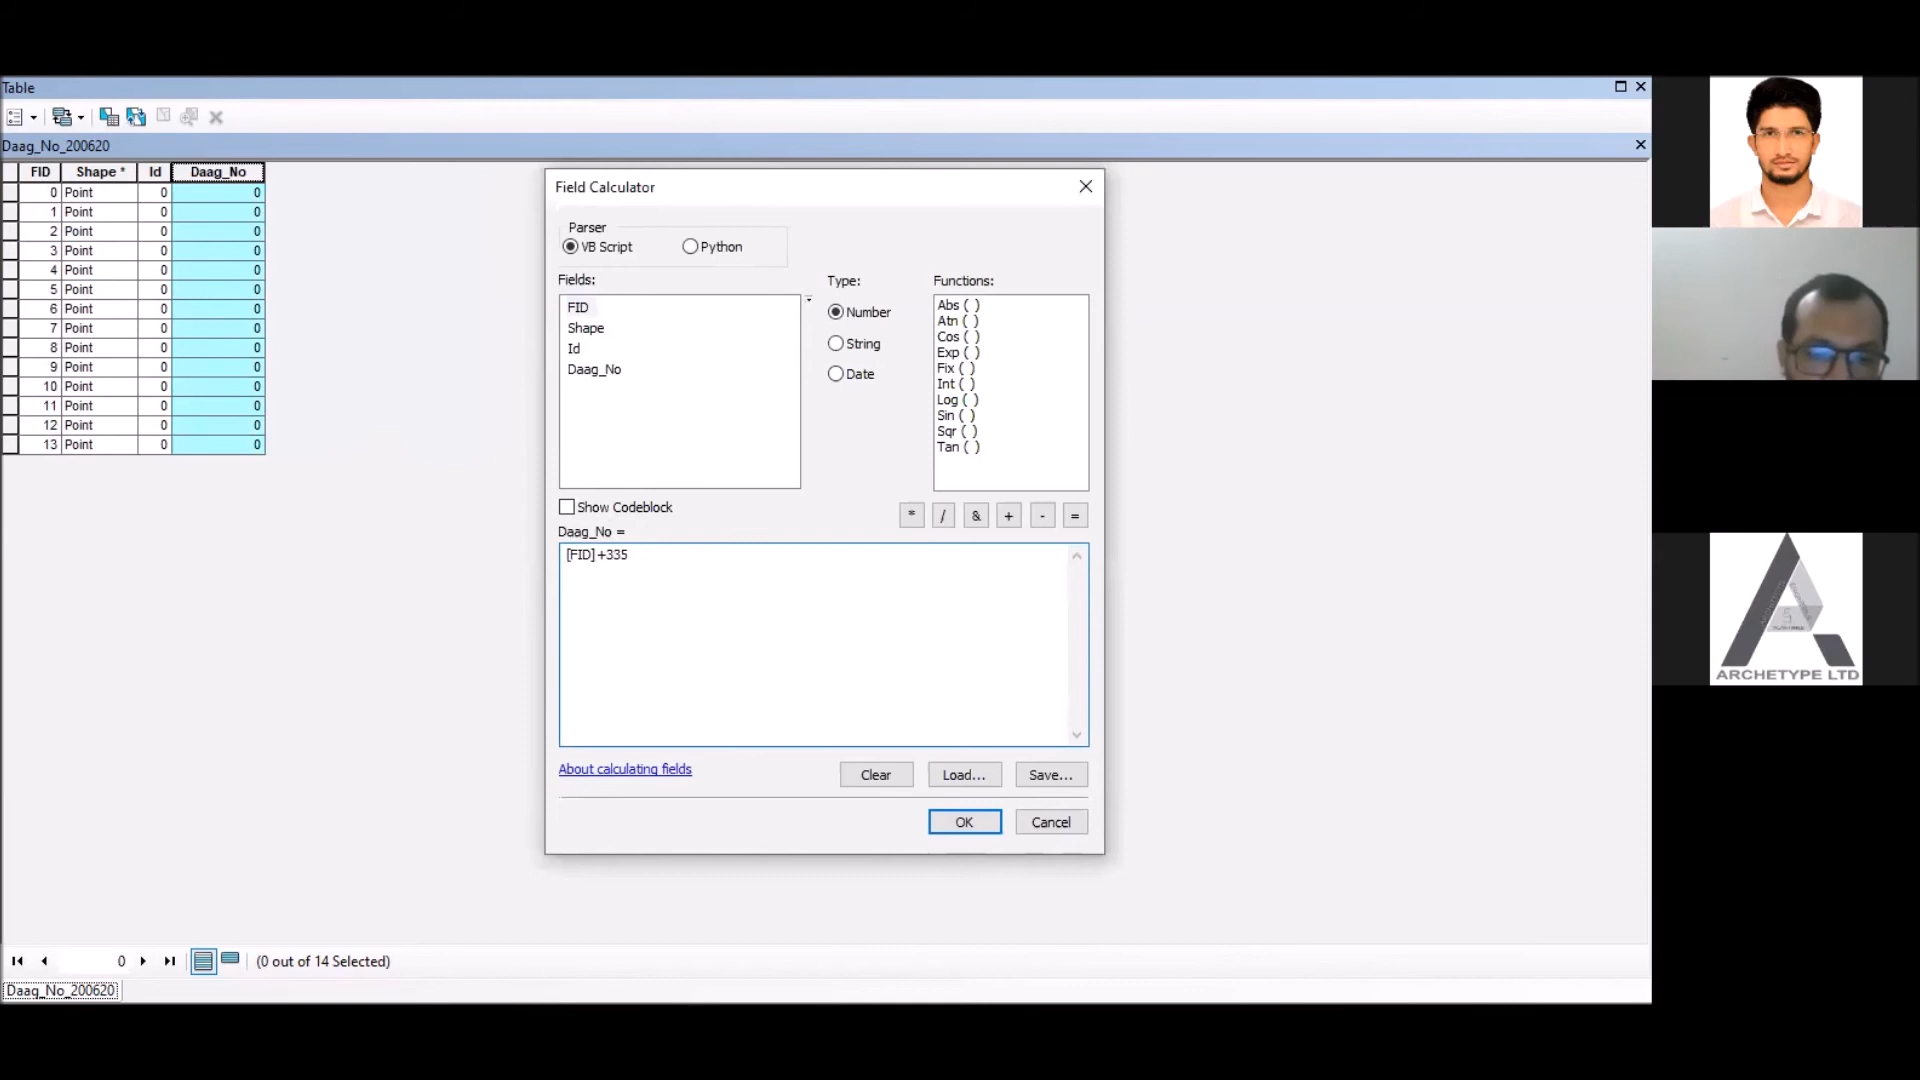 Table
Daag_No_200620
FID Shape * Id Daag_No
0 Point 0 0
1 Point 0 0
2 Point 0 0
3 Point 0 0
4 Point 0 0
5 Point 0 0
6 Point 0 0
7 Point 0 0
8 Point 0 0
9 Point 0 0
10 Point 0 0
11 Point 0 0
12 Point 0 0
13 Point 0 0
Field Calculator
Parser
VB Script Python
Fields:
FID
Shape
Id
Daag_No
Type:
Number
String
Date
Functions:
Abs ( )
Atn ( )
Cos ( )
Exp ( )
Fix ( )
Int ( )
Log ( )
Sin ( )
Sqr ( )
Tan ( )
Show Codeblock
* / & + - =
Daag_No =
[FID]+335
About calculating fields
Clear Load... Save...
OK Cancel
0
(0 out of 14 Selected)
Daag_No_200620
ARCHETYPE LTD